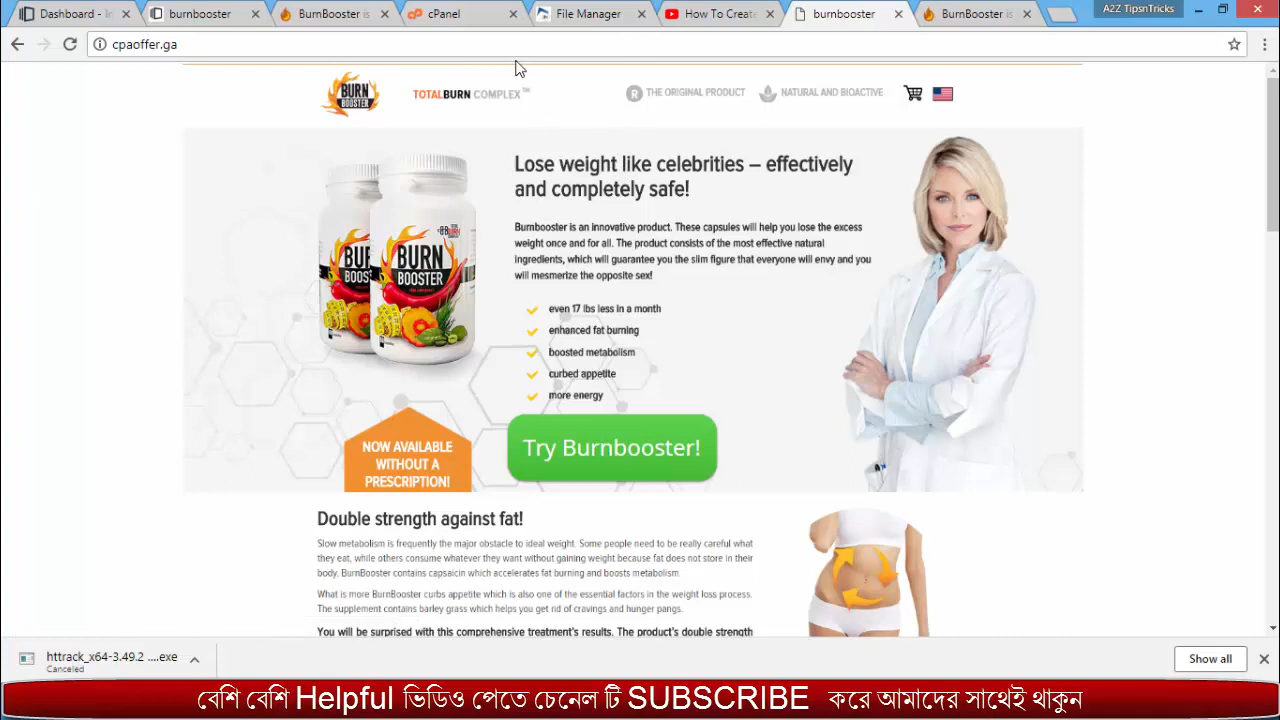 Dashboard - In
burnbooster
BurnBooster is
cPanel
File Manager
How To Create
burnbooster
BurnBooster is
A2Z TipsnTricks
cpaoffer.ga
BURN
BOOSTER
TOTALBURN COMPLEX™
R THE ORIGINAL PRODUCT
NATURAL AND BIOACTIVE
Lose weight like celebrities – effectively
and completely safe!
Burnbooster is an innovative product. These capsules will help you lose the excess
weight once and for all. The product consists of the most effective natural
ingredients, which will guarantee you the slim figure that everyone will envy and you
will mesmerize the opposite sex!
even 17 lbs less in a month
enhanced fat burning
boosted metabolism
curbed appetite
more energy
BURN
BOOSTER
NOW AVAILABLE
WITHOUT A
PRESCRIPTION!
Try Burnbooster!
Double strength against fat!
Slow metabolism is frequently the major obstacle to ideal weight. Some people need to be really careful what
they eat, while others consume whatever they want without gaining weight because fat does not store in their
body. BurnBooster contains capsaicin which accelerates fat burning and boosts metabolism.
What is more BurnBooster curbs appetite which is also one of the essential factors in the weight loss process.
The supplement contains barley grass which helps you get rid of cravings and hunger pangs.
You will be surprised with this comprehensive treatment's results. The product's double strength
httrack_x64-3.49.2 ....exe
Canceled
Show all
বেশি বেশি Helpful ভিডিও পেতে চেনেল টি SUBSCRIBE করে আমাদের সাথেই থাকুন